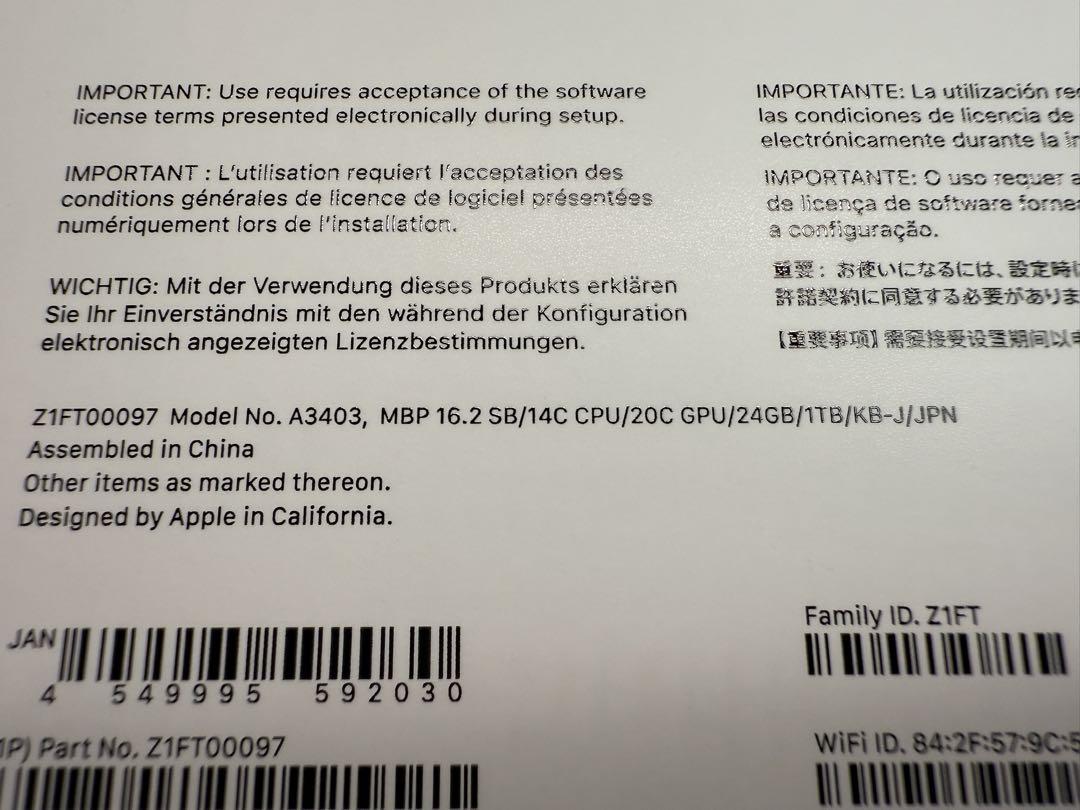 IMPORTANT: Use requires acceptance of the software
license terms presented electronically during setup.
IMPORTANT : L'utilisation requiert l'acceptation des
conditions générales de licence de logiciel présentées
numériquement lors de l'installation.
WICHTIG: Mit der Verwendung dieses Produkts erklären
Sie Ihr Einverständnis mit den während der Konfiguration
elektronisch angezeigten Lizenzbestimmungen.
IMPORTANTE: La utilización
las condiciones de licencia de
electrónicamente durante la
IMPORTANTE: O uso requer a
de licença de software
a configuração.
重要: お使いになるには、設定時に
許諾契約に同意する必要がありま
【重要事项】需要接受设置期间以
Z1FT00097 Model No. A3403, MBP 16.2 SB/14C CPU/20C GPU/24GB/1TB/KB-J/JPN
Assembled in China
Other items as marked thereon.
Designed by Apple in California.
JAN
4 549995 592030
Family ID. Z1FT
1P) Part No. Z1FT00097
WiFi ID. 84:2F:57:9C:5